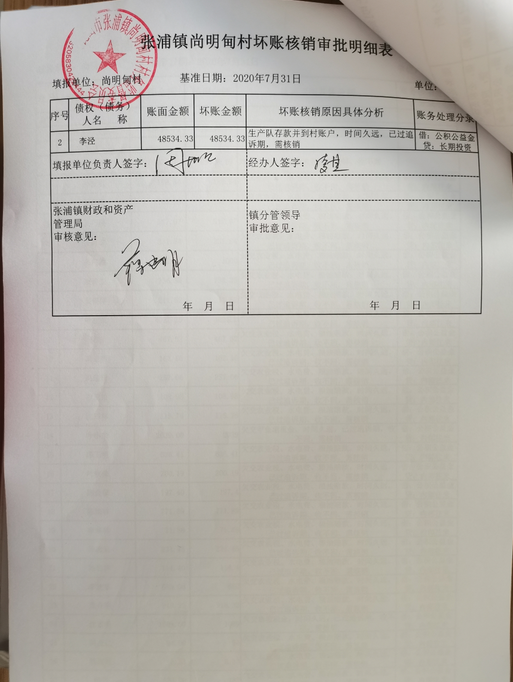 张浦镇尚明甸村坏账核销审批明细表
填报单位：尚明甸村 基准日期：2020年7月31日 单位：
序号 债权（债务）人名 称 账面金额 坏账金额 坏账核销原因具体分析 账务处理分录
2 李泾 48534.33 48534.33 生产队存款并到村账户，时间久远，已过追诉期，需核销 借：公积公益金 贷：长期投资
填报单位负责人签字： 经办人签字：
张浦镇财政和资产 镇分管领导
管理局 审批意见：
审核意见：
年 月 日 年 月 日